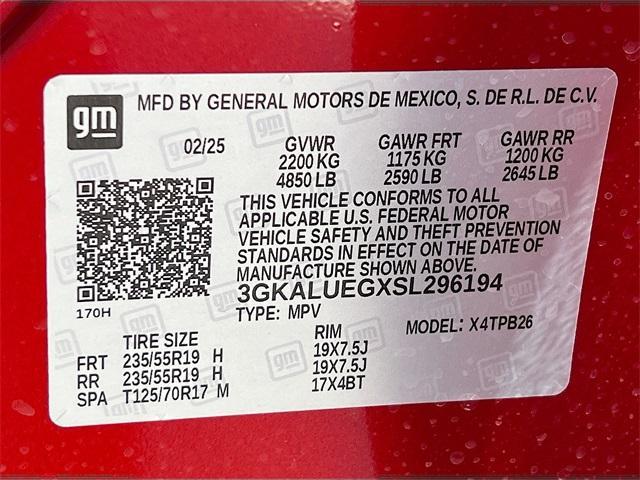 gm
MFD BY GENERAL MOTORS DE MEXICO, S. DE R.L. DE C.V.
02/25 GVWR GAWR FRT GAWR RR
2200 KG 1175 KG 1200 KG
4850 LB 2590 LB 2645 LB
THIS VEHICLE CONFORMS TO ALL
APPLICABLE U.S. FEDERAL MOTOR
VEHICLE SAFETY AND THEFT PREVENTION
STANDARDS IN EFFECT ON THE DATE OF
MANUFACTURE SHOWN ABOVE.
3GKALUEGXSL296194
170H
TYPE: MPV MODEL: X4TPB26
TIRE SIZE RIM
FRT 235/55R19 H 19X7.5J
RR 235/55R19 H 19X7.5J
SPA T125/70R17 M 17X4BT